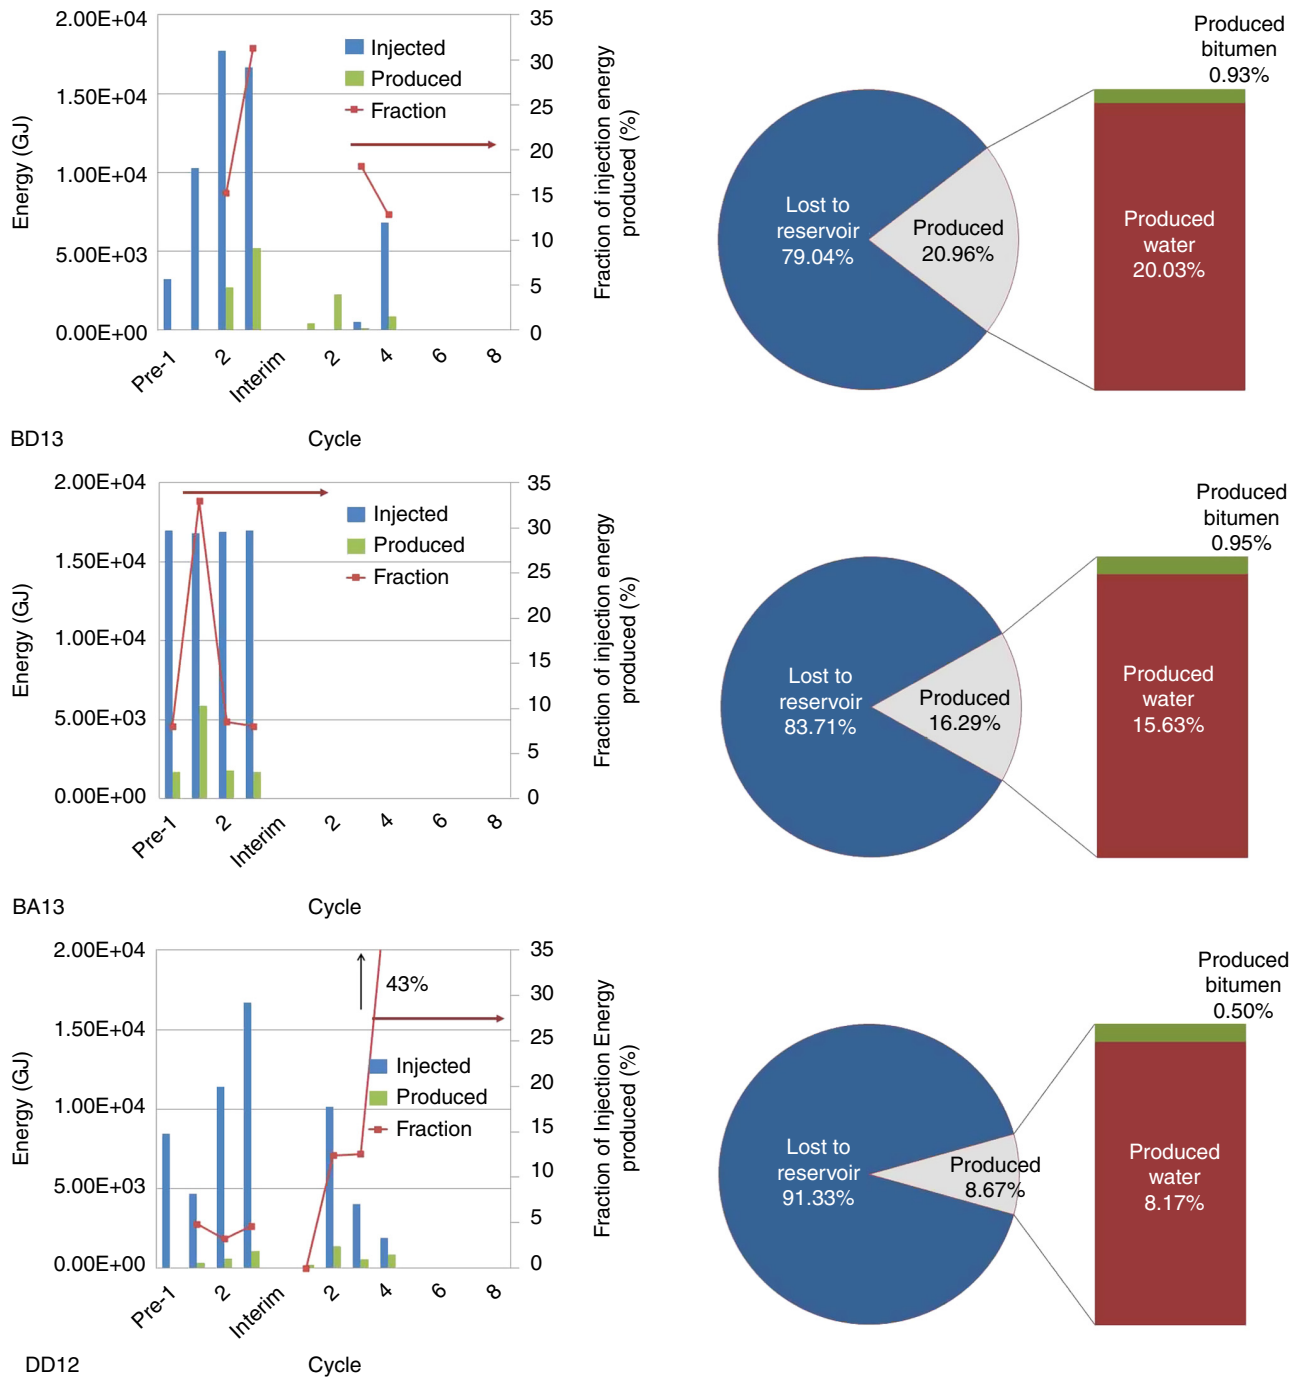 2.00E+04
1.50E+04
1.00E+04
5.00E+03
0.00E+00
Energy (GJ)
Injected
Produced
Fraction
35
30
25
20
15
10
5
0
Fraction of injection energy
produced (%)
Pre-1
2
Interim
2
4
6
8
BD13
Cycle
Lost to
reservoir
79.04%
Produced
20.96%
Produced
bitumen
0.93%
Produced
water
20.03%
2.00E+04
1.50E+04
1.00E+04
5.00E+03
0.00E+00
Energy (GJ)
Injected
Produced
Fraction
35
30
25
20
15
10
5
0
Fraction of injection energy
produced (%)
Pre-1
2
Interim
2
4
6
8
BA13
Cycle
Lost to
reservoir
83.71%
Produced
16.29%
Produced
bitumen
0.95%
Produced
water
15.63%
2.00E+04
1.50E+04
1.00E+04
5.00E+03
0.00E+00
Energy (GJ)
43%
Injected
Produced
Fraction
35
30
25
20
15
10
5
0
Fraction of Injection Energy
produced (%)
Pre-1
2
Interim
2
4
6
8
DD12
Cycle
Lost to
reservoir
91.33%
Produced
8.67%
Produced
bitumen
0.50%
Produced
water
8.17%